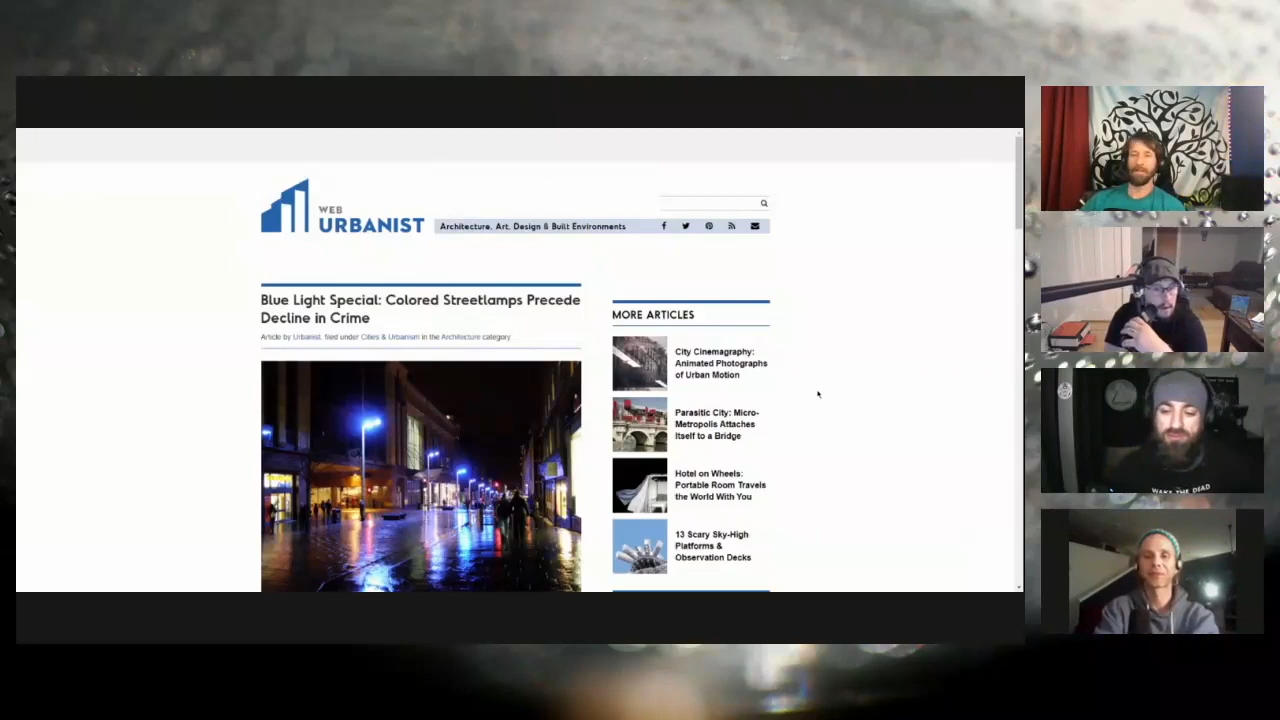 WEB
URBANIST
Architecture, Art, Design & Built Environments
Blue Light Special: Colored Streetlamps Precede
Decline in Crime
Article by Urbanist, filed under Cities & Urbanism in the Architecture category
MORE ARTICLES
City Cinemagraphy:
Animated Photographs
of Urban Motion
Parasitic City: Micro-
Metropolis Attaches
Itself to a Bridge
Hotel on Wheels:
Portable Room Travels
the World With You
13 Scary Sky-High
Platforms &
Observation Decks
WAKE THE DEAD